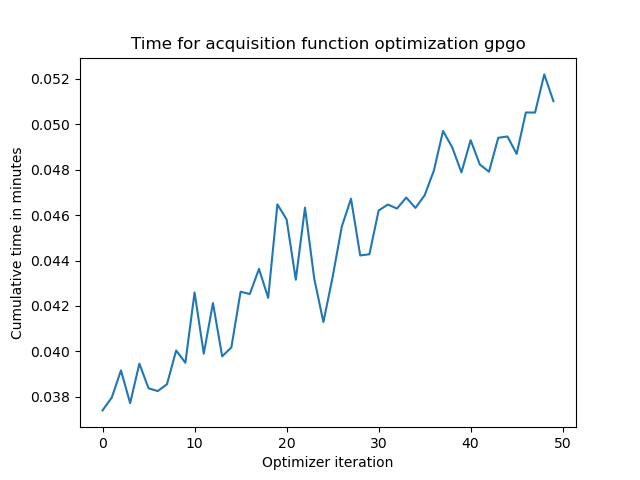 Time for acquisition function optimization gpgo
0.052
0.050
0.048
0.046
0.044
0.042
0.040
0.038
Cumulative time in minutes
0 10 20 30 40 50
Optimizer iteration